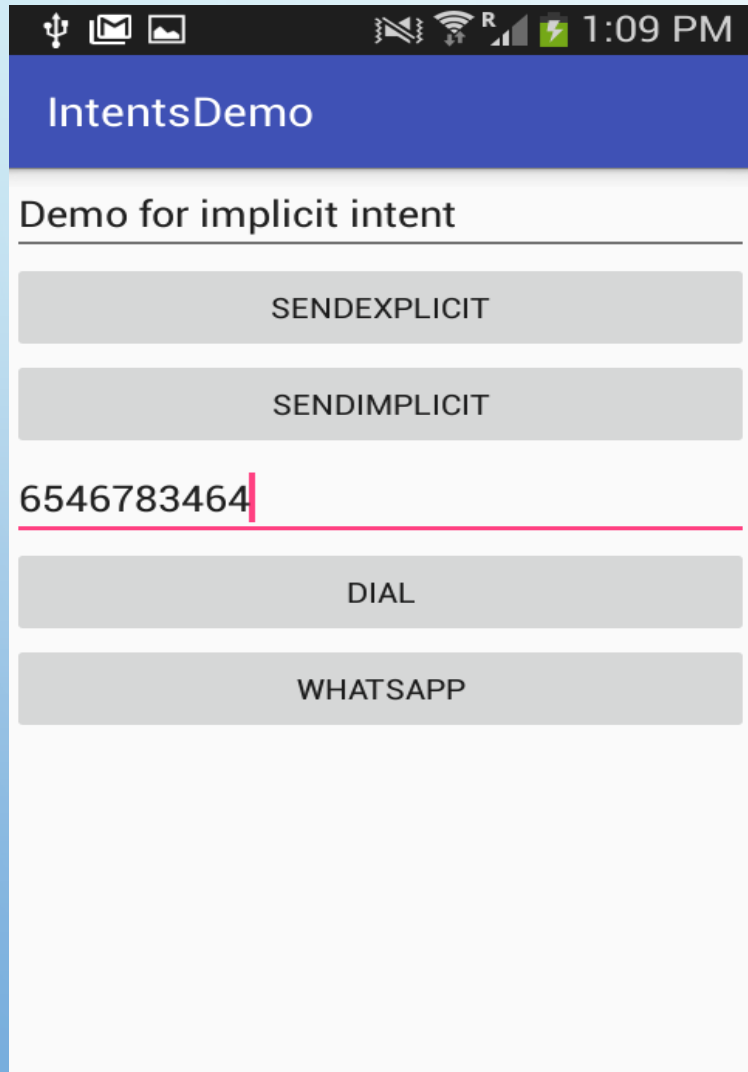 R 1:09 PM
IntentsDemo
Demo for implicit intent
SENDEXPLICIT
SENDIMPLICIT
6546783464
DIAL
WHATSAPP